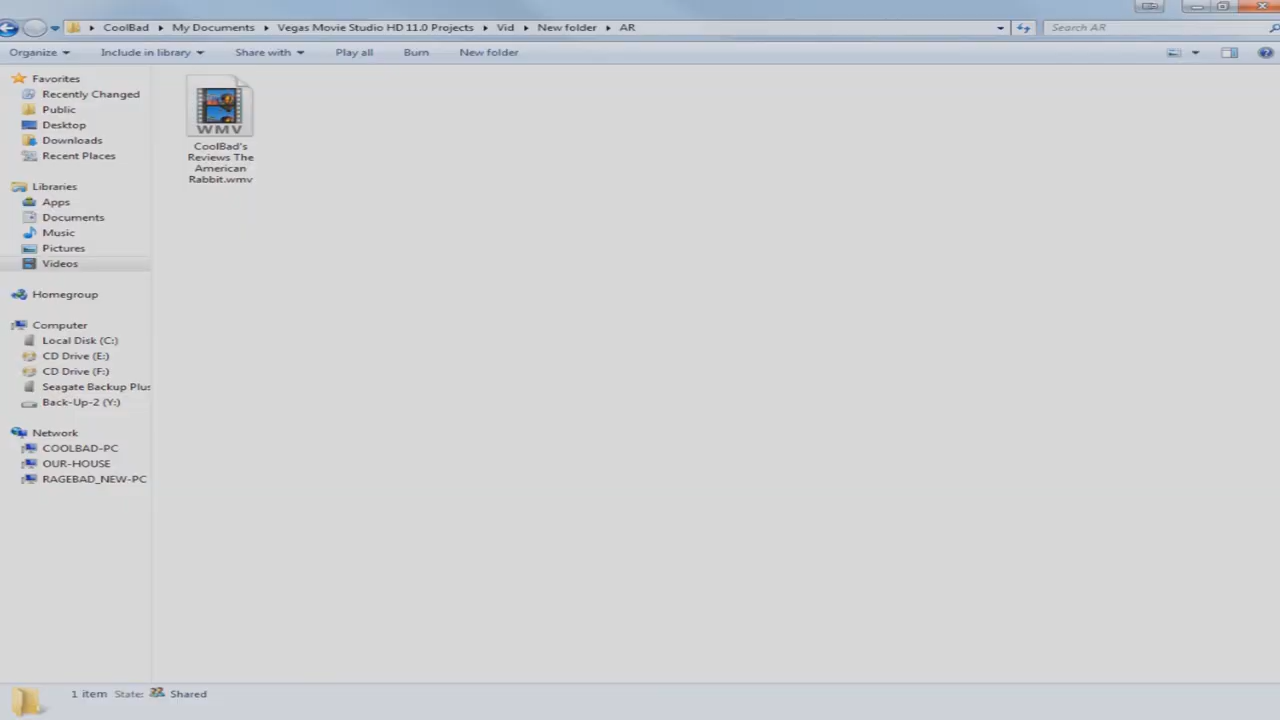 CoolBad My Documents Vegas Movie Studio HD 11.0 Projects Vid New folder AR
Search AR
Organize Include in library Share with Play all Burn New folder
Favorites
Recently Changed
Public
Desktop
Downloads
Recent Places
Libraries
Apps
Documents
Music
Pictures
Videos
Homegroup
Computer
Local Disk (C:)
CD Drive (E:)
CD Drive (F:)
Seagate Backup Plus
Back-Up-2 (Y:)
Network
COOLBAD-PC
OUR-HOUSE
RAGEBAD_NEW-PC
WMV
CoolBad's
Reviews The
American
Rabbit.wmv
1 item State: Shared